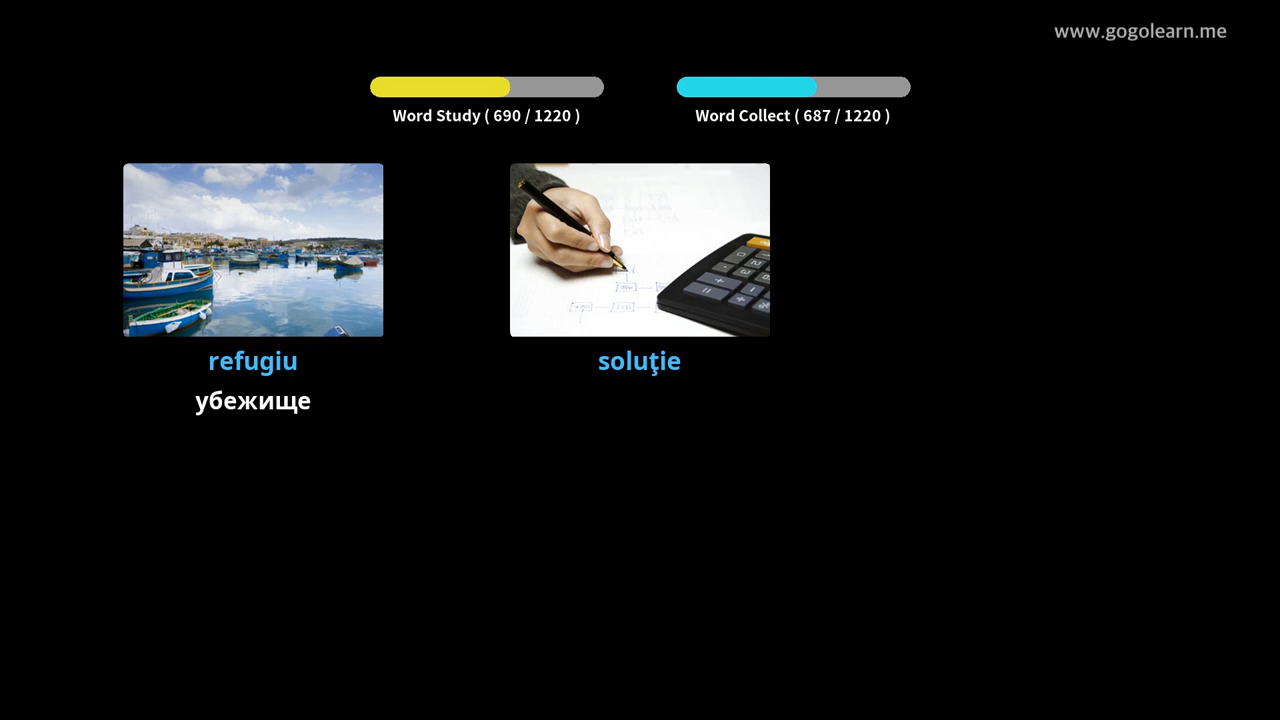 www.gogolearn.me
Word Study ( 690 / 1220 )
Word Collect ( 687 / 1220 )
refugiu
soluţie
убежище